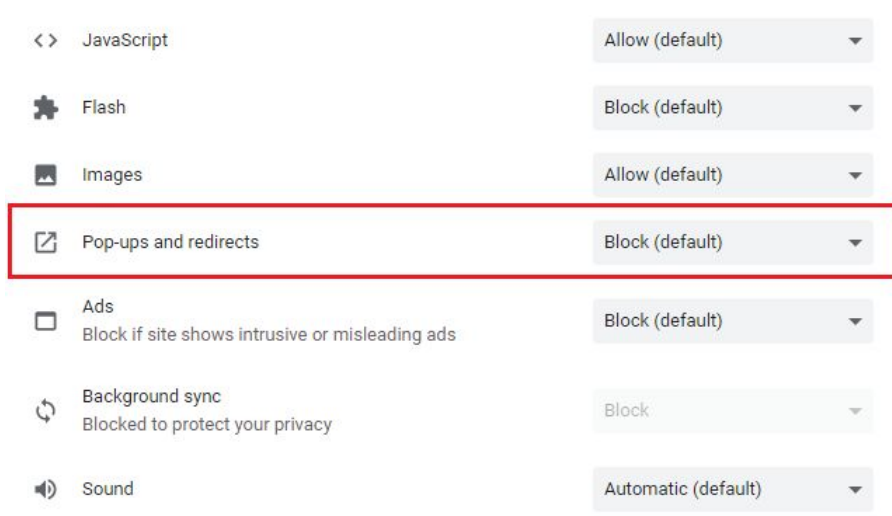 JavaScript Allow (default)
Flash Block (default)
Images Allow (default)
Pop-ups and redirects Block (default)
Ads
Block if site shows intrusive or misleading ads Block (default)
Background sync
Blocked to protect your privacy Block
Sound Automatic (default)